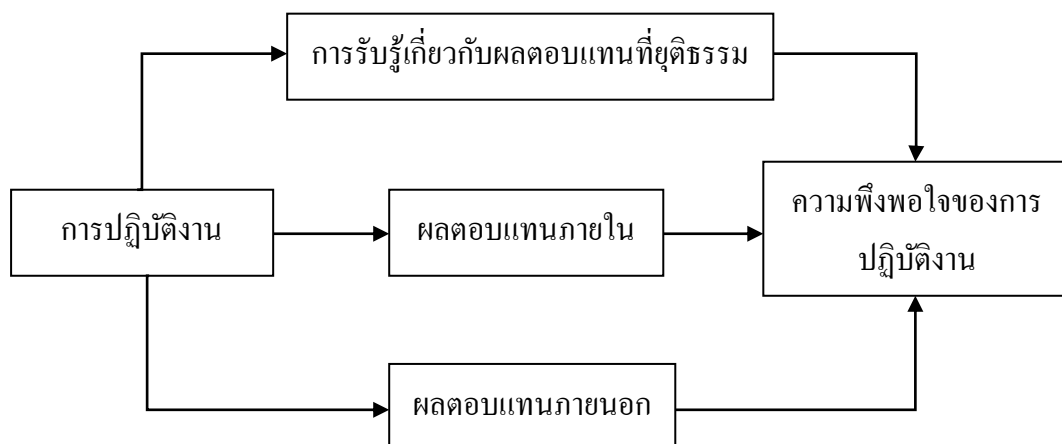 การรับรู้เกี่ยวกับผลตอบแทนที่ยุติธรรม
การปฏิบัติงาน
ผลตอบแทนภายใน
ความพึงพอใจของการ
ปฏิบัติงาน
ผลตอบแทนภายนอก